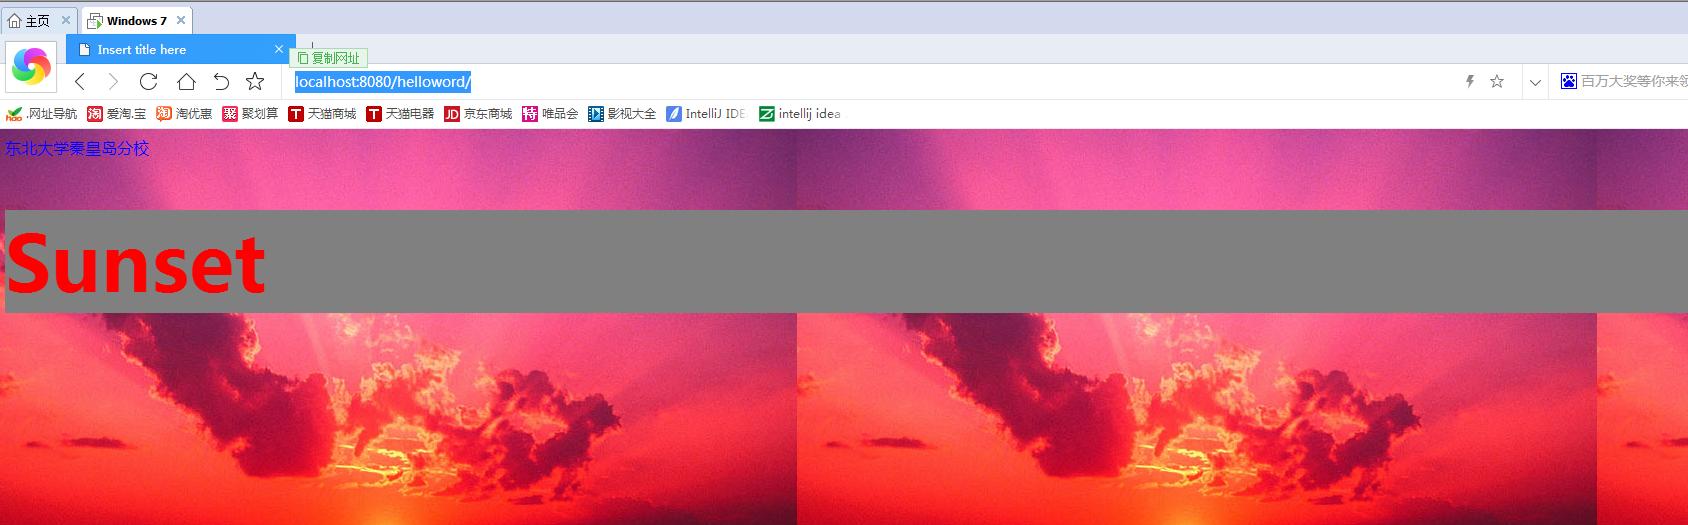 主页
Windows 7
Insert title here
复制网址
localhost:8080/helloword/
百万大奖等你来领
网址导航
爱淘.宝
淘优惠
聚划算
天猫商城
天猫电器
京东商城
唯品会
影视大全
IntelliJ IDE
intellij idea
东北大学秦皇岛分校
Sunset